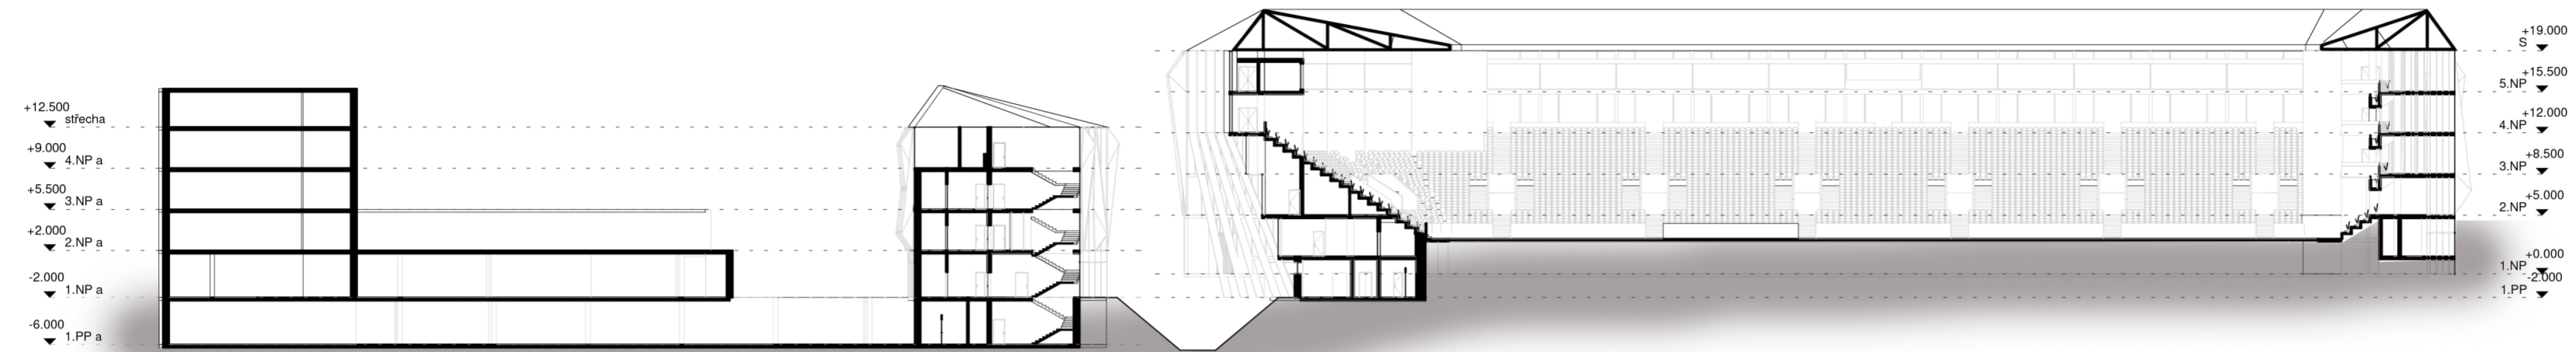 +12.500
střecha
+9.000
4.NP a
+5.500
3.NP a
+2.000
2.NP a
-2.000
1.NP a
-6.000
1.PP a
+19.000
S
+15.500
5.NP
+12.000
4.NP
+8.500
3.NP
+5.000
2.NP
+0.000
1.NP
-2.000
1.PP